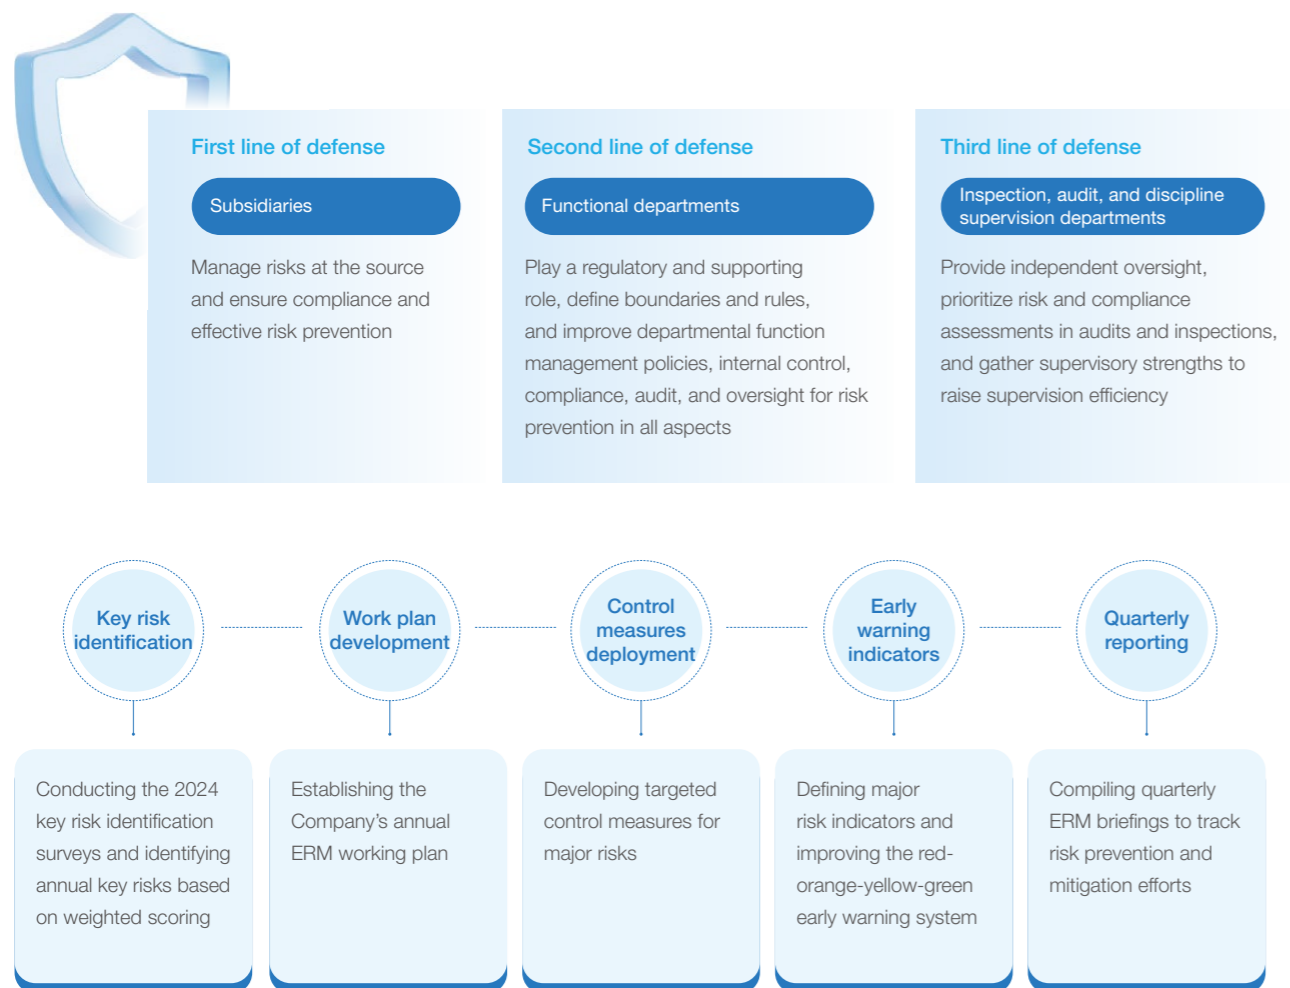 First line of defense
Subsidiaries
Manage risks at the source
and ensure compliance and
effective risk prevention
Second line of defense
Functional departments
Play a regulatory and supporting
role, define boundaries and rules,
and improve departmental function
management policies, internal control,
compliance, audit, and oversight for risk
prevention in all aspects
Third line of defense
Inspection, audit, and discipline
supervision departments
Provide independent oversight,
prioritize risk and compliance
assessments in audits and inspections,
and gather supervisory strengths to
raise supervision efficiency
Key risk
identification
Conducting the 2024
key risk identification
surveys and identifying
annual key risks based
on weighted scoring
Work plan
development
Establishing the
Company’s annual
ERM working plan
Control
measures
deployment
Developing targeted
control measures for
major risks
Early
warning
indicators
Defining major
risk indicators and
improving the red-
orange-yellow-green
early warning system
Quarterly
reporting
Compiling quarterly
ERM briefings to track
risk prevention and
mitigation efforts